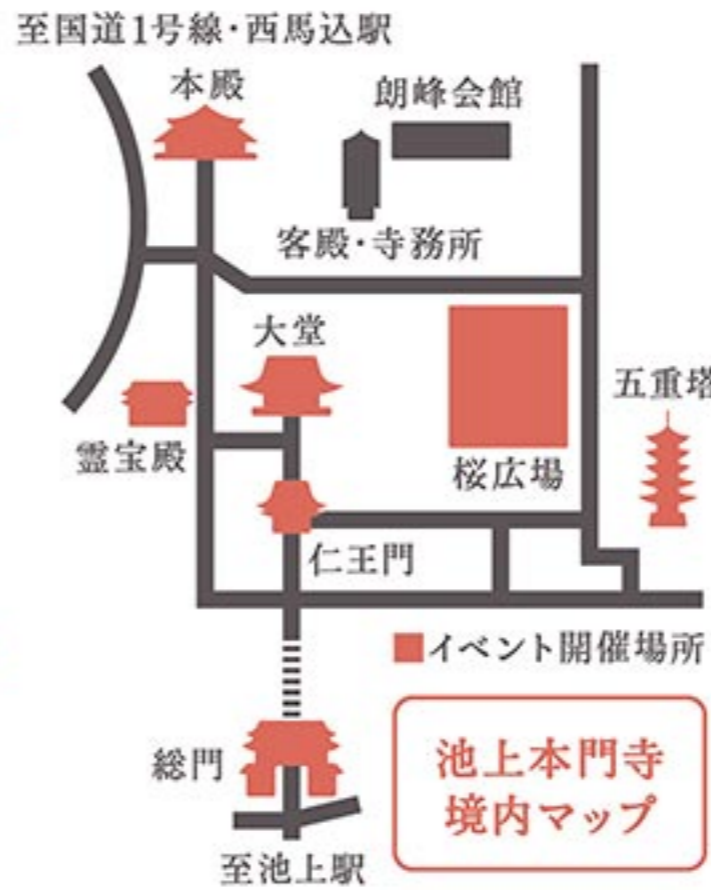 至国道1号線・西馬込駅
本殿
朗峰会館
客殿・寺務所
大堂
五重塔
霊宝殿
桜広場
仁王門
イベント開催場所
総門
池上本門寺
境内マップ
至池上駅